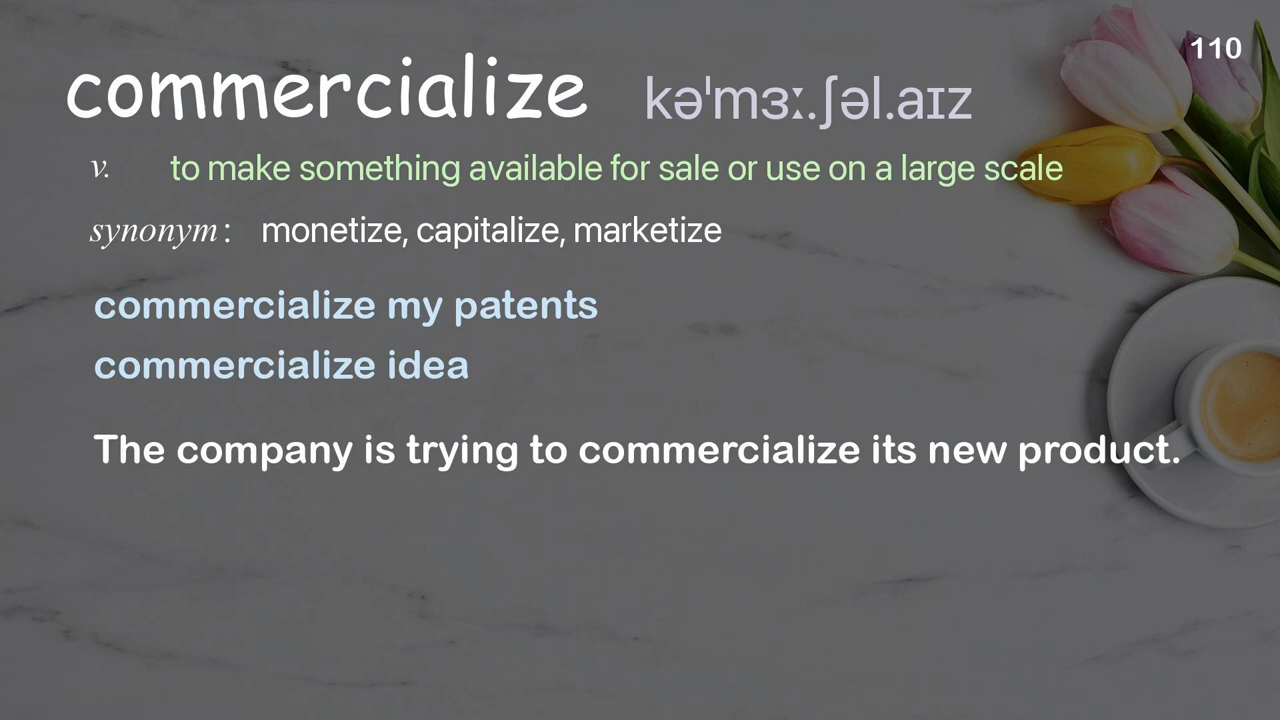 110
commercialize kəˈmɜː.ʃəl.aɪz
v. to make something available for sale or use on a large scale
synonym : monetize, capitalize, marketize
commercialize my patents
commercialize idea
The company is trying to commercialize its new product.